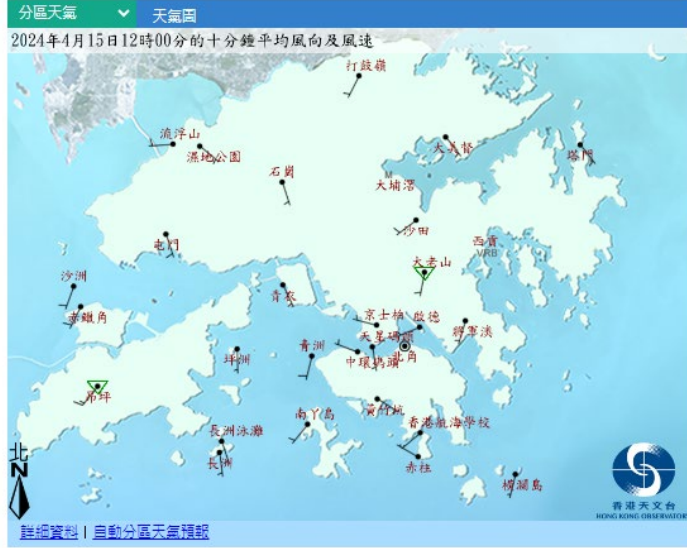 分區天氣
天氣圖
2024年4月15日12時00分的十分鐘平均風向及風速
打鼓嶺
流浮山
濕地公園
大美督
塔門
石崗
M
大埔滘
沙田
屯門
西貢
VRB
大老山
沙洲
青衣
赤鱲角
京士柏
啟德
將軍澳
天星碼頭
青洲
坪洲
中環碼頭
北角
昂坪
南丫島
黃竹坑
香港航海學校
長洲泳灘
長洲
赤柱
橫瀾島
北
N
香港天文台
HONG KONG OBSERVATORY
詳細資料 | 自動分區天氣預報